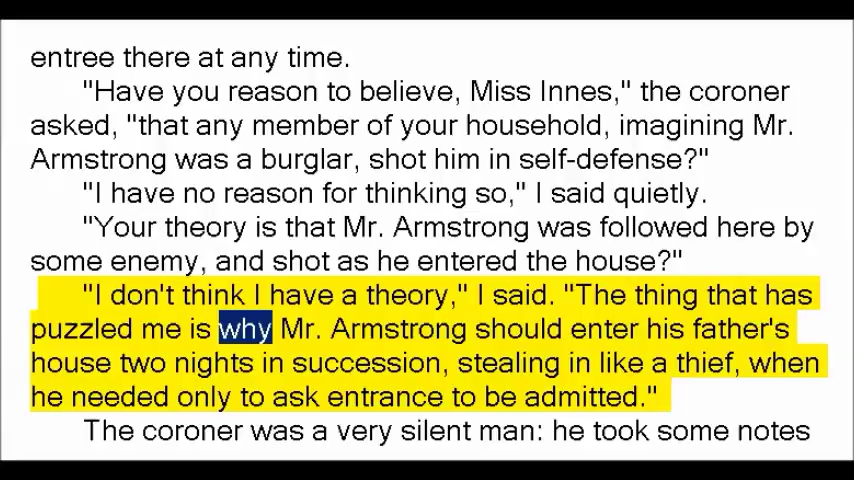 entree there at any time.
"Have you reason to believe, Miss Innes," the coroner
asked, "that any member of your household, imagining Mr.
Armstrong was a burglar, shot him in self-defense?"
"I have no reason for thinking so," I said quietly.
"Your theory is that Mr. Armstrong was followed here by
some enemy, and shot as he entered the house?"
"I don't think I have a theory," I said. "The thing that has
puzzled me is why Mr. Armstrong should enter his father's
house two nights in succession, stealing in like a thief, when
he needed only to ask entrance to be admitted."
The coroner was a very silent man: he took some notes